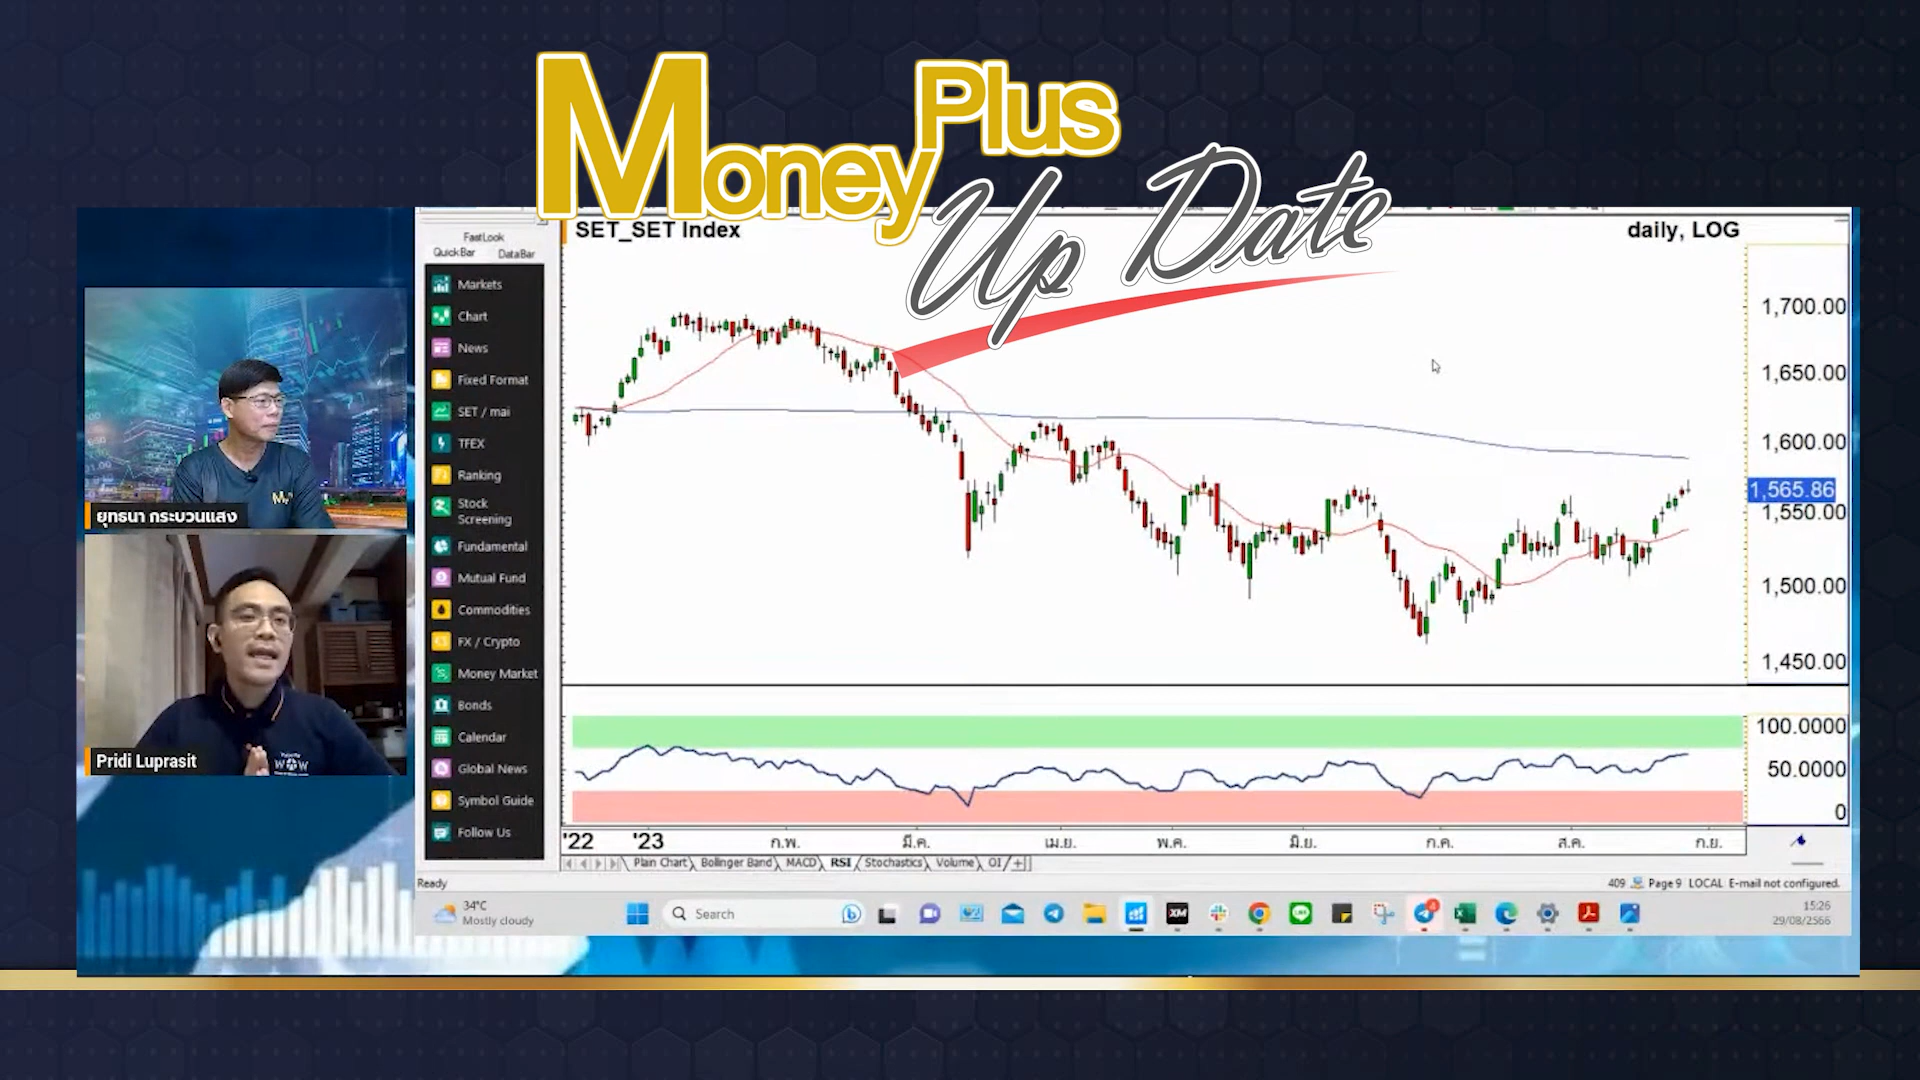 Money Plus
Up Date
SET_SET Index
daily, LOG
FastLook
QuickBar
DataBar
Markets
Chart
News
Fixed Format
SET / mai
TFEX
Ranking
Stock
Screening
Fundamental
Mutual Fund
Commodities
FX / Crypto
Money Market
Bonds
Calendar
Global News
Symbol Guide
Follow Us
1,700.00
1,650.00
1,600.00
1,565.86
1,550.00
1,500.00
1,450.00
100.0000
50.0000
0
'22 '23 ก.พ. มี.ค. เม.ย. พ.ค. มิ.ย. ก.ค. ส.ค. ก.ย.
Plain Chart Bolinger Band MACD RSI Stochastics Volume OI +
Ready
409 Page 9 LOCAL E-mail not configured.
34°C
Mostly cloudy
Search
XM
4
15:26
29/08/2566
ยุทธนา กระบวนแสง
Pridi Luprasit
WOW